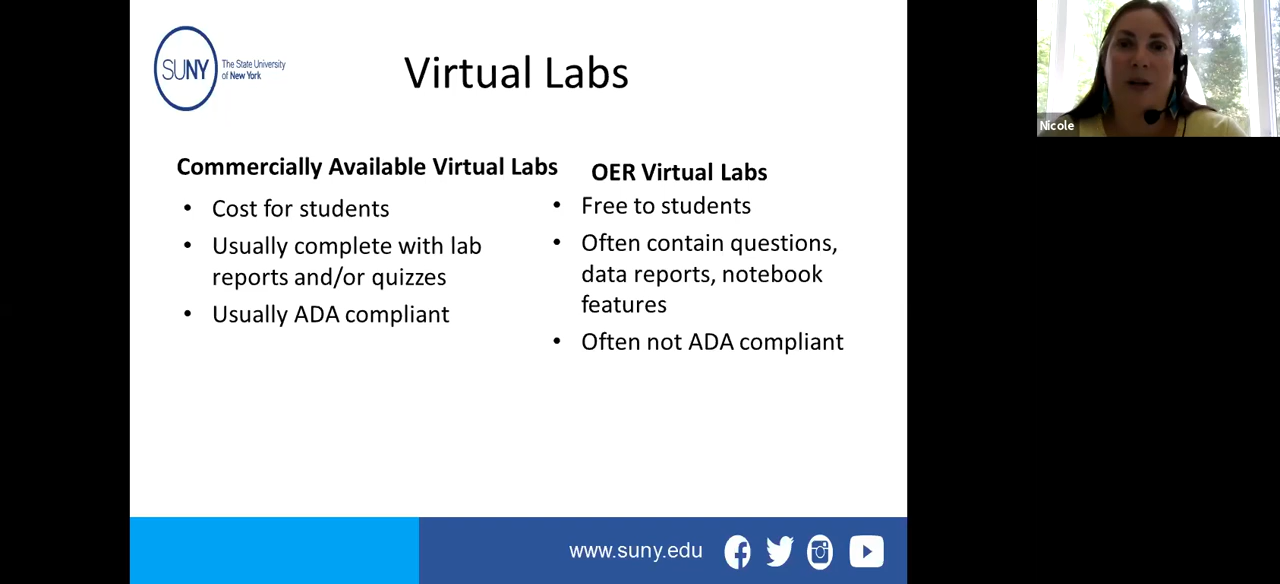 SUNY
The State University
of New York
Virtual Labs
Nicole
Commercially Available Virtual Labs
• Cost for students
• Usually complete with lab
reports and/or quizzes
• Usually ADA compliant
OER Virtual Labs
• Free to students
• Often contain questions,
data reports, notebook
features
• Often not ADA compliant
www.suny.edu